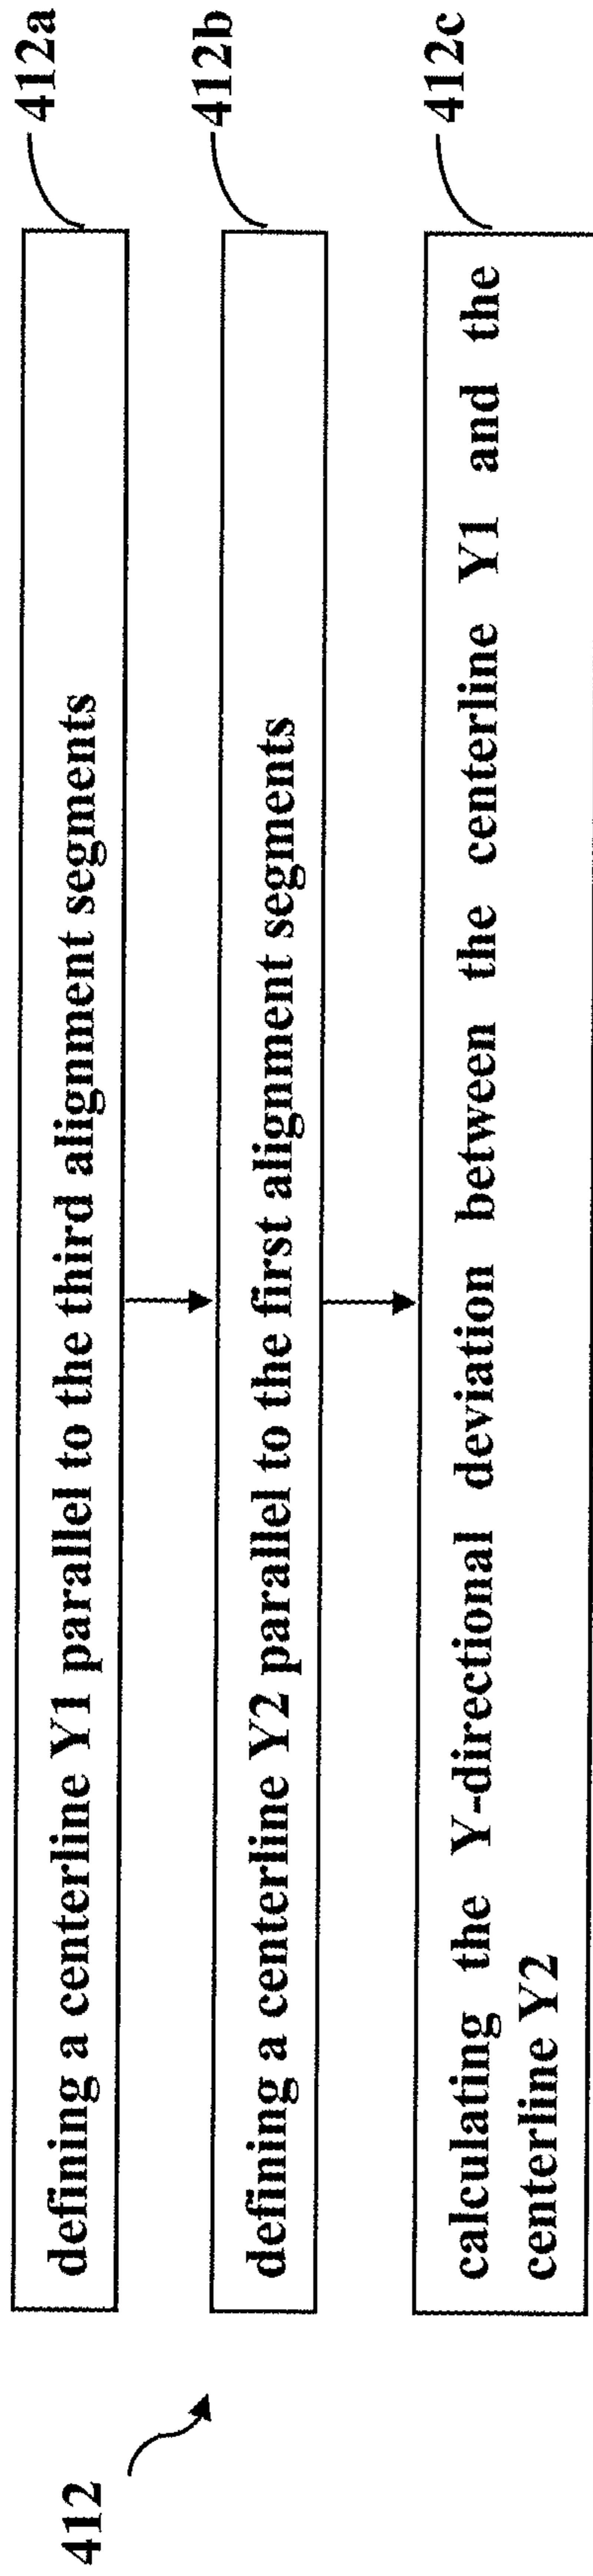 412
defining a centerline Y1 parallel to the third alignment segments
412a
defining a centerline Y2 parallel to the first alignment segments
412b
calculating the Y-directional deviation between the centerline Y1 and the
centerline Y2
412c